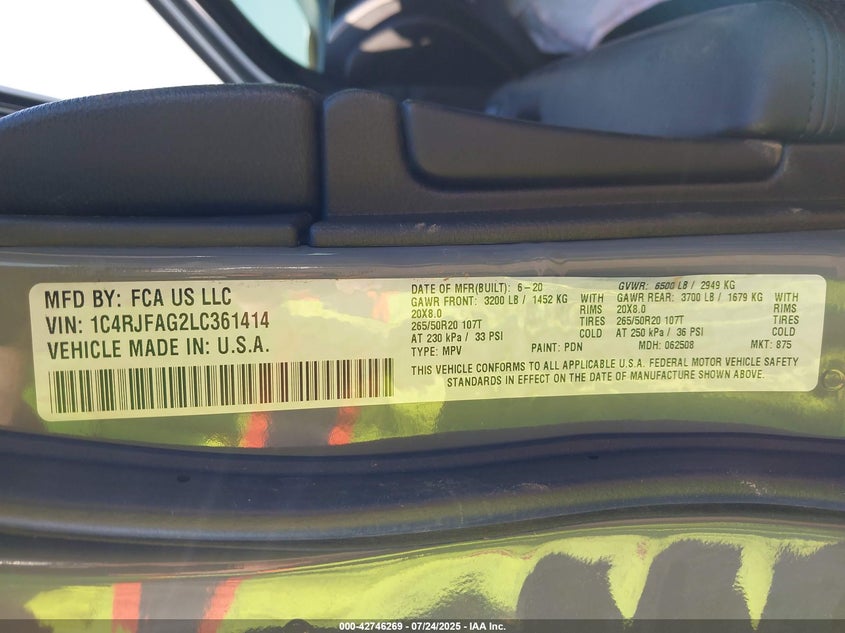 MFD BY: FCA US LLC
VIN: 1C4RJFAG2LC361414
VEHICLE MADE IN: U.S.A.
DATE OF MFR(BUILT): 6-20 GVWR: 6500 LB / 2949 KG
GAWR FRONT: 3200 LB / 1452 KG WITH GAWR REAR: 3700 LB / 1679 KG WITH
20X8.0 RIMS 20X8.0 RIMS
265/50R20 107T TIRES 265/50R20 107T TIRES
AT 230 kPa / 33 PSI COLD AT 250 kPa / 36 PSI COLD
TYPE: MPV PAINT: PDN MDH: 062508 MKT: 875
THIS VEHICLE CONFORMS TO ALL APPLICABLE U.S.A. FEDERAL MOTOR VEHICLE SAFETY
STANDARDS IN EFFECT ON THE DATE OF MANUFACTURE SHOWN ABOVE.
000-42746269 - 07/24/2025 - IAA Inc.